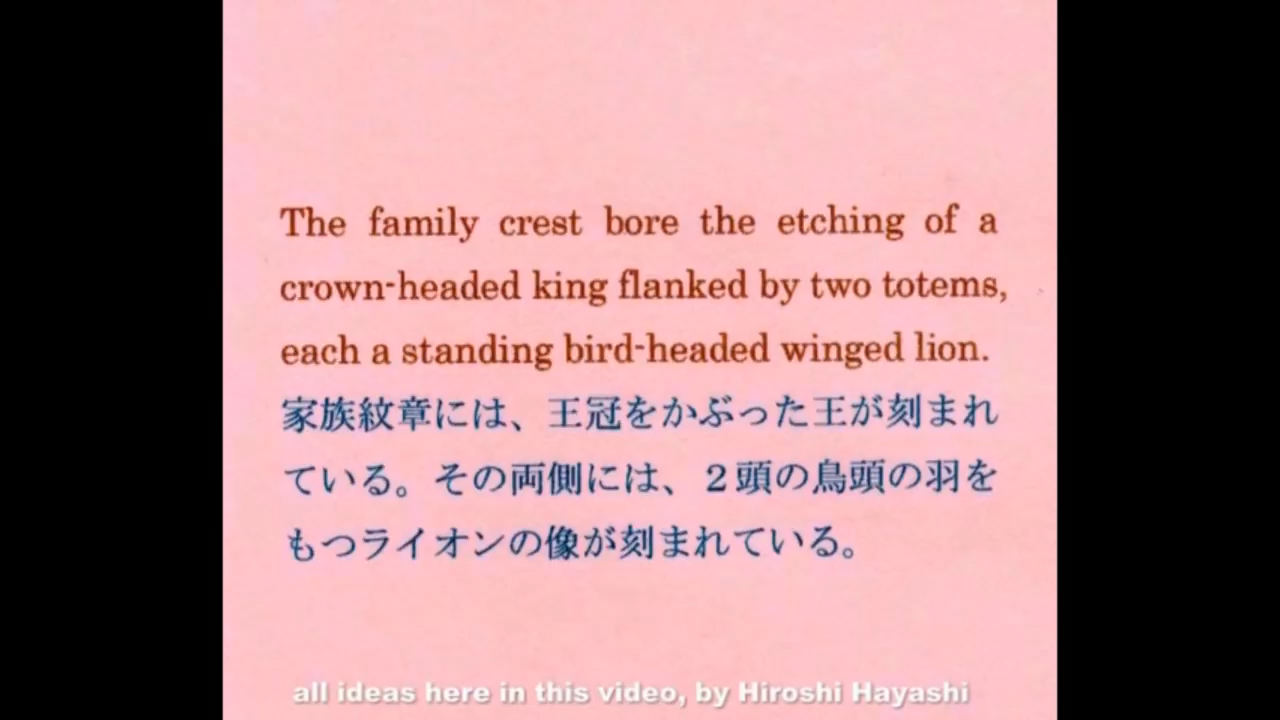 The family crest bore the etching of a
crown-headed king flanked by two totems,
each a standing bird-headed winged lion.
家族紋章には、王冠をかぶった王が刻まれ
ている。その両側には、２頭の鳥頭の羽を
もつライオンの像が刻まれている。
all ideas here in this video, by Hiroshi Hayashi